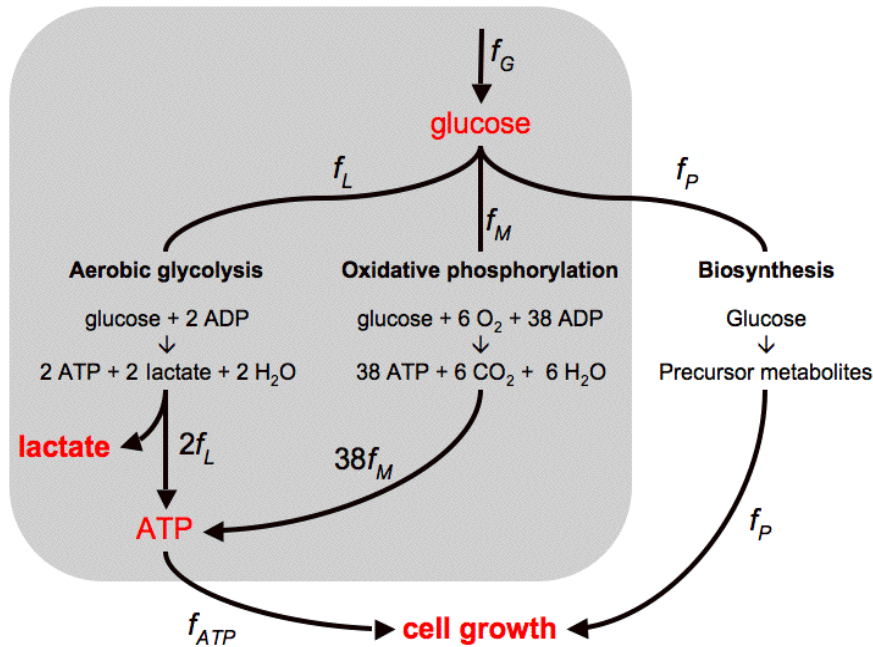 f_G
glucose
f_L
f_M
f_P
Aerobic glycolysis
Oxidative phosphorylation
Biosynthesis
glucose + 2 ADP
↓
2 ATP + 2 lactate + 2 H₂O
glucose + 6 O₂ + 38 ADP
↓
38 ATP + 6 CO₂ + 6 H₂O
Glucose
↓
Precursor metabolites
lactate
2f_L
38f_M
ATP
f_P
f_ATP
cell growth